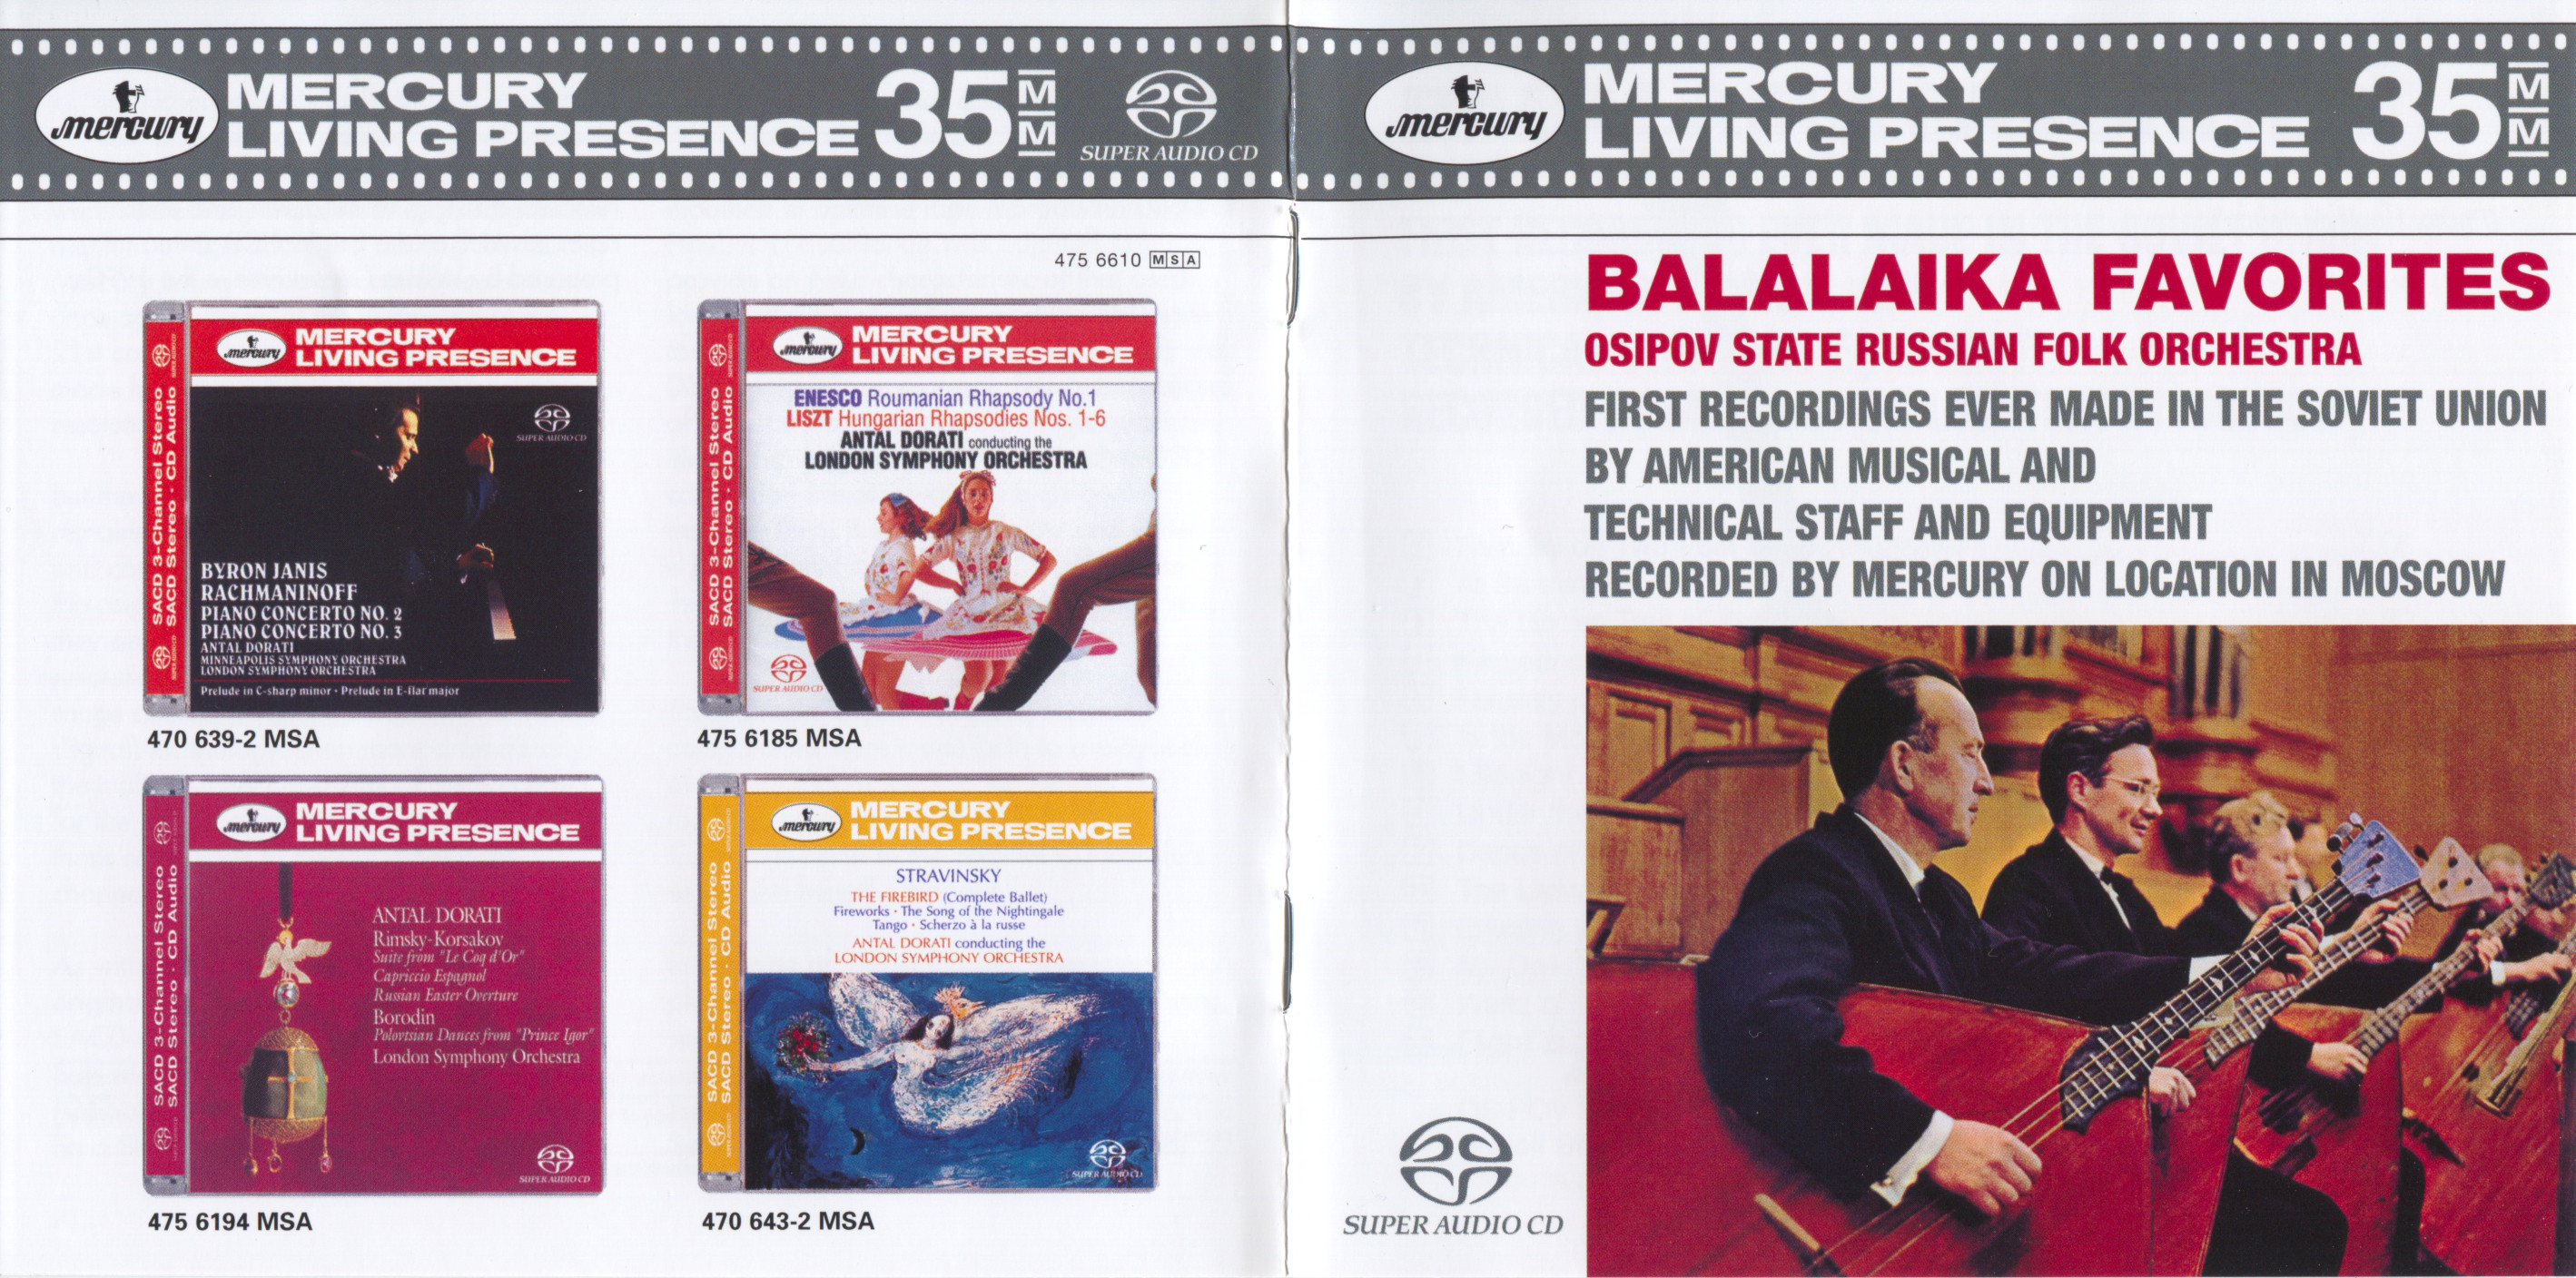 mercury
MERCURY
LIVING PRESENCE
35
MM
SUPER AUDIO CD
475 6610 MSA
SACD 3-Channel Stereo
SACD Stereo · CD Audio
mercury
MERCURY
LIVING PRESENCE
SUPER AUDIO CD
BYRON JANIS
RACHMANINOFF
PIANO CONCERTO NO. 2
PIANO CONCERTO NO. 3
ANTAL DORATI
MINNEAPOLIS SYMPHONY ORCHESTRA
LONDON SYMPHONY ORCHESTRA
Prelude in C-sharp minor · Prelude in E-flat major
470 639-2 MSA
SACD 3-Channel Stereo
SACD Stereo · CD Audio
mercury
MERCURY
LIVING PRESENCE
ENESCO Roumanian Rhapsody No.1
LISZT Hungarian Rhapsodies Nos. 1-6
ANTAL DORATI conducting the
LONDON SYMPHONY ORCHESTRA
SUPER AUDIO CD
475 6185 MSA
SACD 3-Channel Stereo
SACD Stereo · CD Audio
mercury
MERCURY
LIVING PRESENCE
ANTAL DORATI
Rimsky-Korsakov
Suite from "Le Coq d'Or"
Capriccio Espagnol
Russian Easter Overture
Borodin
Polovtsian Dances from "Prince Igor"
London Symphony Orchestra
SUPER AUDIO CD
475 6194 MSA
SACD 3-Channel Stereo
SACD Stereo · CD Audio
mercury
MERCURY
LIVING PRESENCE
STRAVINSKY
THE FIREBIRD (Complete Ballet)
Fireworks · The Song of the Nightingale
Tango · Scherzo à la russe
ANTAL DORATI conducting the
LONDON SYMPHONY ORCHESTRA
SUPER AUDIO CD
470 643-2 MSA
mercury
MERCURY
LIVING PRESENCE
35
MM
BALALAIKA FAVORITES
OSIPOV STATE RUSSIAN FOLK ORCHESTRA
FIRST RECORDINGS EVER MADE IN THE SOVIET UNION
BY AMERICAN MUSICAL AND
TECHNICAL STAFF AND EQUIPMENT
RECORDED BY MERCURY ON LOCATION IN MOSCOW
SUPER AUDIO CD